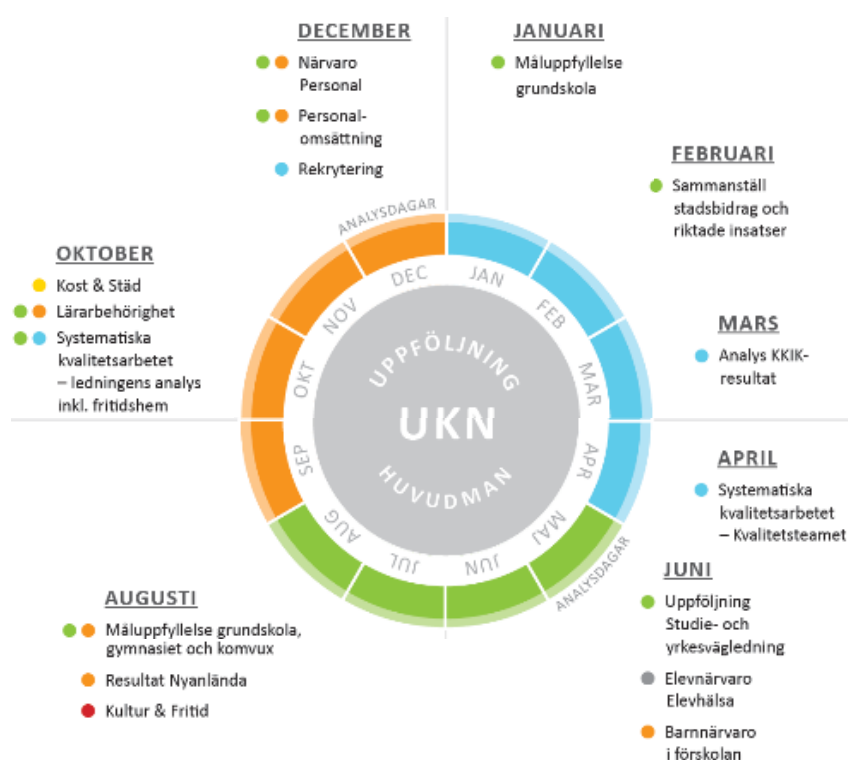 DECEMBER
Närvaro
Personal
Personal-
omsättning
Rekrytering
JANUARI
Måluppfyllelse
grundskola
FEBRUARI
Sammanställ
stadsbidrag och
riktade insatser
MARS
Analys KKIK-
resultat
APRIL
Systematiska
kvalitetsarbetet
– Kvalitetsteamet
JUNI
Uppföljning
Studie- och
yrkesvägledning
Elevnärvaro
Elevhälsa
Barnnärvaro
i förskolan
AUGUSTI
Måluppfyllelse grundskola,
gymnasiet och komvux
Resultat Nyanlända
Kultur & Fritid
OKTOBER
Kost & Städ
Lärarbehörighet
Systematiska
kvalitetsarbetet
– ledningens analys
inkl. fritidshem
ANALYSDAGAR
JAN
FEB
MAR
APR
MAJ
JUN
JUL
AUG
SEP
OKT
NOV
DEC
ANALYSDAGAR
UPPFÖLJNING
UKN
HUVUDMAN